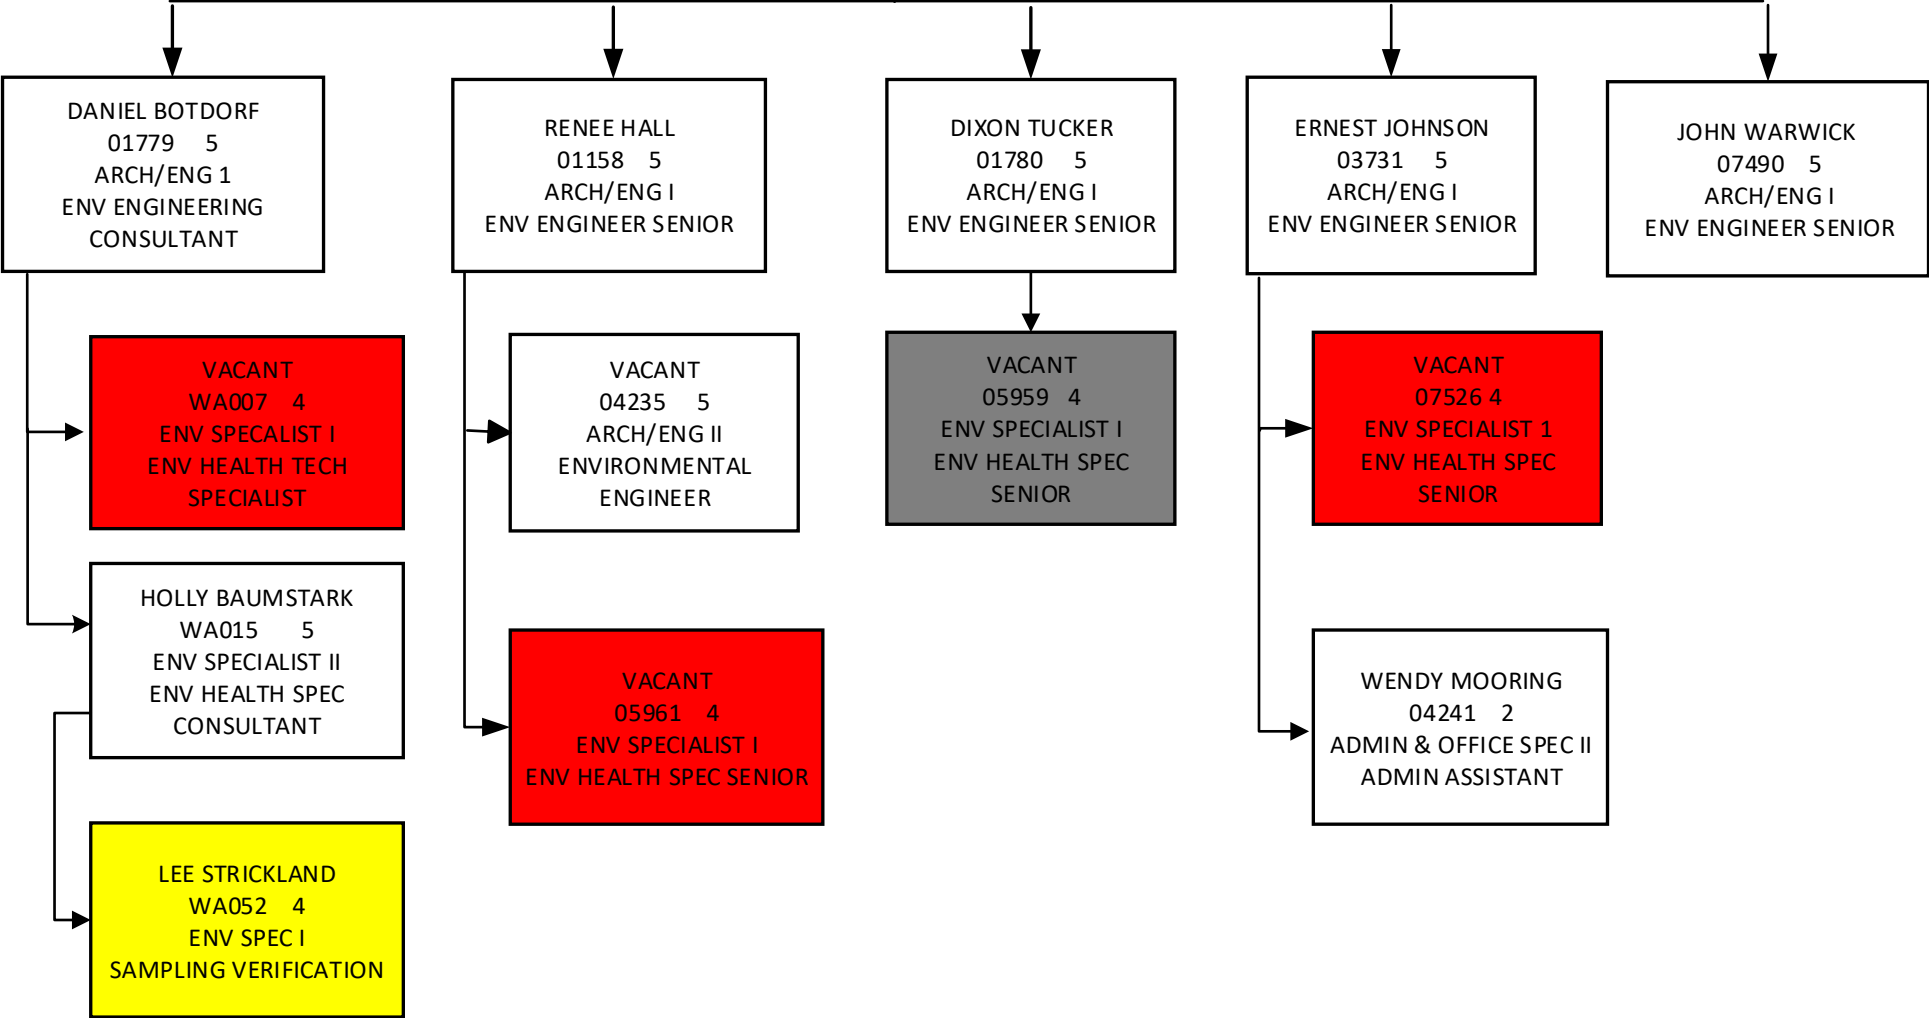 DANIEL BOTDORF
01779 5
ARCH/ENG 1
ENV ENGINEERING
CONSULTANT
RENEE HALL
01158 5
ARCH/ENG I
ENV ENGINEER SENIOR
DIXON TUCKER
01780 5
ARCH/ENG I
ENV ENGINEER SENIOR
ERNEST JOHNSON
03731 5
ARCH/ENG I
ENV ENGINEER SENIOR
JOHN WARWICK
07490 5
ARCH/ENG I
ENV ENGINEER SENIOR
VACANT
WA007 4
ENV SPECALIST I
ENV HEALTH TECH
SPECIALIST
VACANT
04235 5
ARCH/ENG II
ENVIRONMENTAL
ENGINEER
VACANT
05959 4
ENV SPECIALIST I
ENV HEALTH SPEC
SENIOR
VACANT
07526 4
ENV SPECIALIST 1
ENV HEALTH SPEC
SENIOR
HOLLY BAUMSTARK
WA015 5
ENV SPECIALIST II
ENV HEALTH SPEC
CONSULTANT
VACANT
05961 4
ENV SPECIALIST I
ENV HEALTH SPEC SENIOR
WENDY MOORING
04241 2
ADMIN & OFFICE SPEC II
ADMIN ASSISTANT
LEE STRICKLAND
WA052 4
ENV SPEC I
SAMPLING VERIFICATION